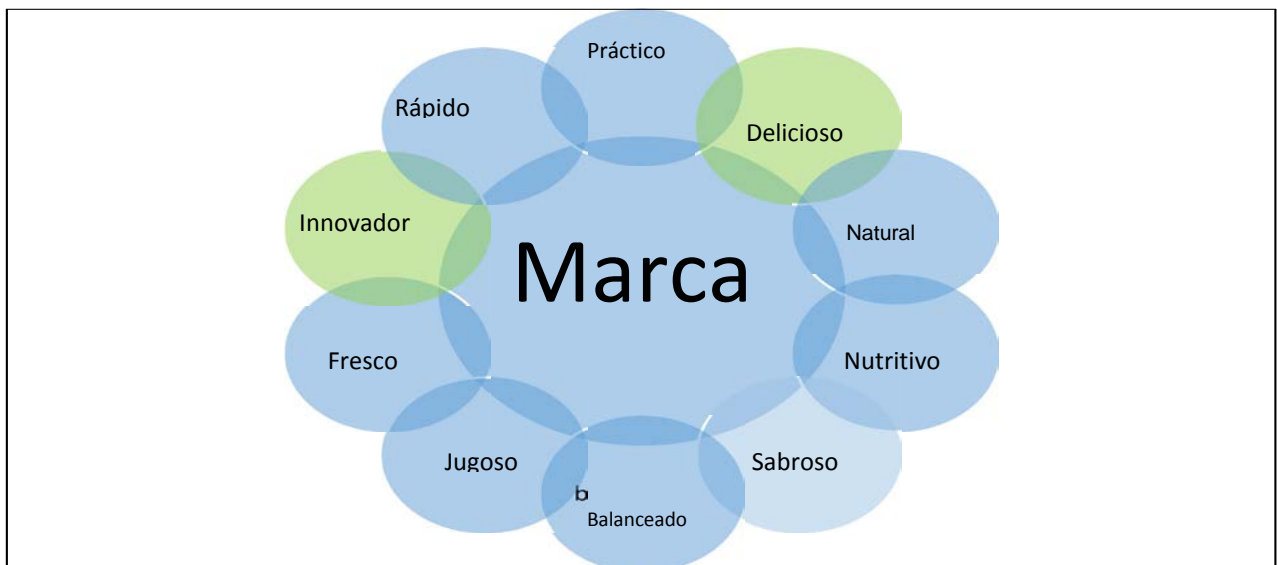 Práctico
Rápido
Delicioso
Innovador
Natural
Marca
Fresco
Nutritivo
Jugoso
Sabroso
b
Balanceado